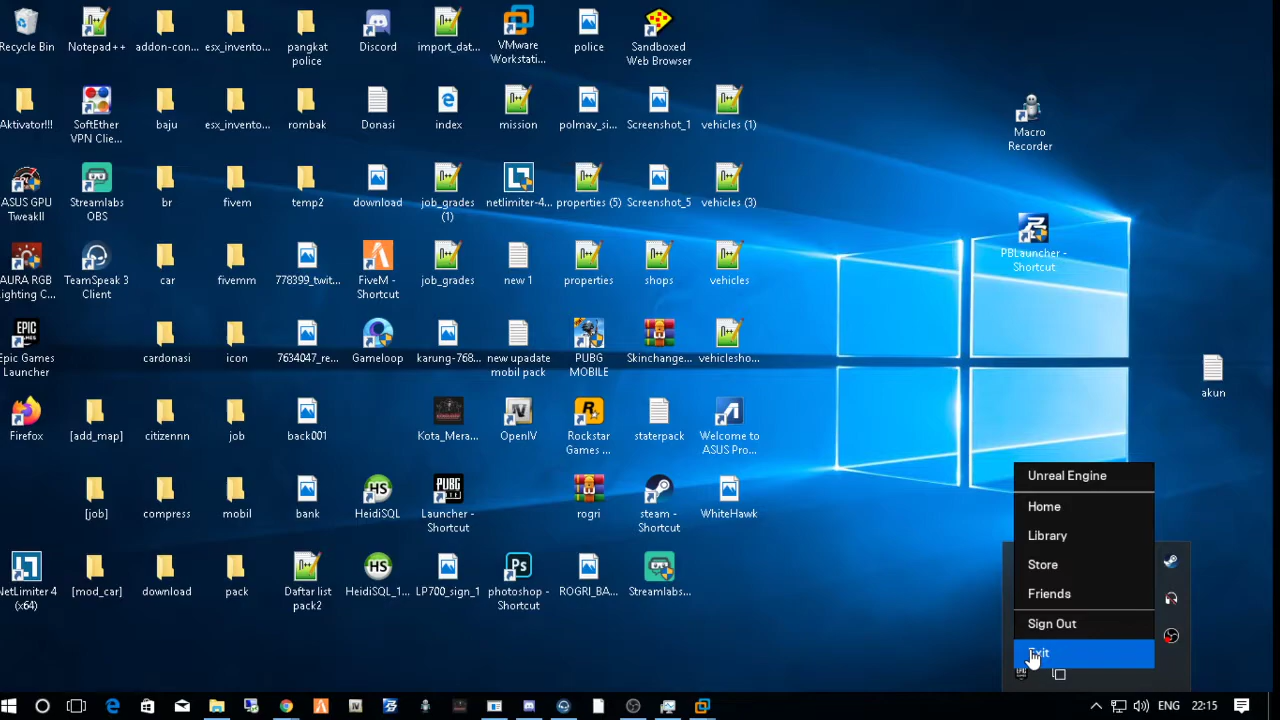 Recycle Bin
Notepad++
addon-con...
esx_invento...
pangkat
police
Discord
import_dat...
VMware
Workstati...
police
Sandboxed
Web Browser
Aktivator!!!
SoftEther
VPN Clie...
baju
esx_invento...
rombak
Donasi
index
mission
polmav_si...
Screenshot_1
vehicles (1)
Macro
Recorder
ASUS GPU
TweakII
Streamlabs
OBS
br
fivem
temp2
download
job_grades
(1)
netlimiter-4...
properties (5)
Screenshot_5
vehicles (3)
PBLauncher -
Shortcut
AURA RGB
Lighting C...
TeamSpeak 3
Client
car
fivemm
778399_twit...
FiveM -
Shortcut
job_grades
new 1
properties
shops
vehicles
EPIC
GAMES
Epic Games
Launcher
cardonasi
icon
7634047_re...
Gameloop
karung-768...
new upadate
mobil pack
PUBG
MOBILE
Skinchange...
vehiclesho...
akun
Firefox
[add_map]
citizennn
job
back001
Kota_Mera...
OpenIV
Rockstar
Games ...
staterpack
Welcome to
ASUS Pro...
[job]
compress
mobil
bank
HeidiSQL
PUBG
Launcher -
Shortcut
rogri
steam -
Shortcut
WhiteHawk
NetLimiter 4
(x64)
[mod_car]
download
pack
Daftar list
pack2
HeidiSQL_1...
LP700_sign_1
photoshop -
Shortcut
ROGRI_BA...
Streamlabs...
Unreal Engine
Home
Library
Store
Friends
Sign Out
Exit
ENG
22:15